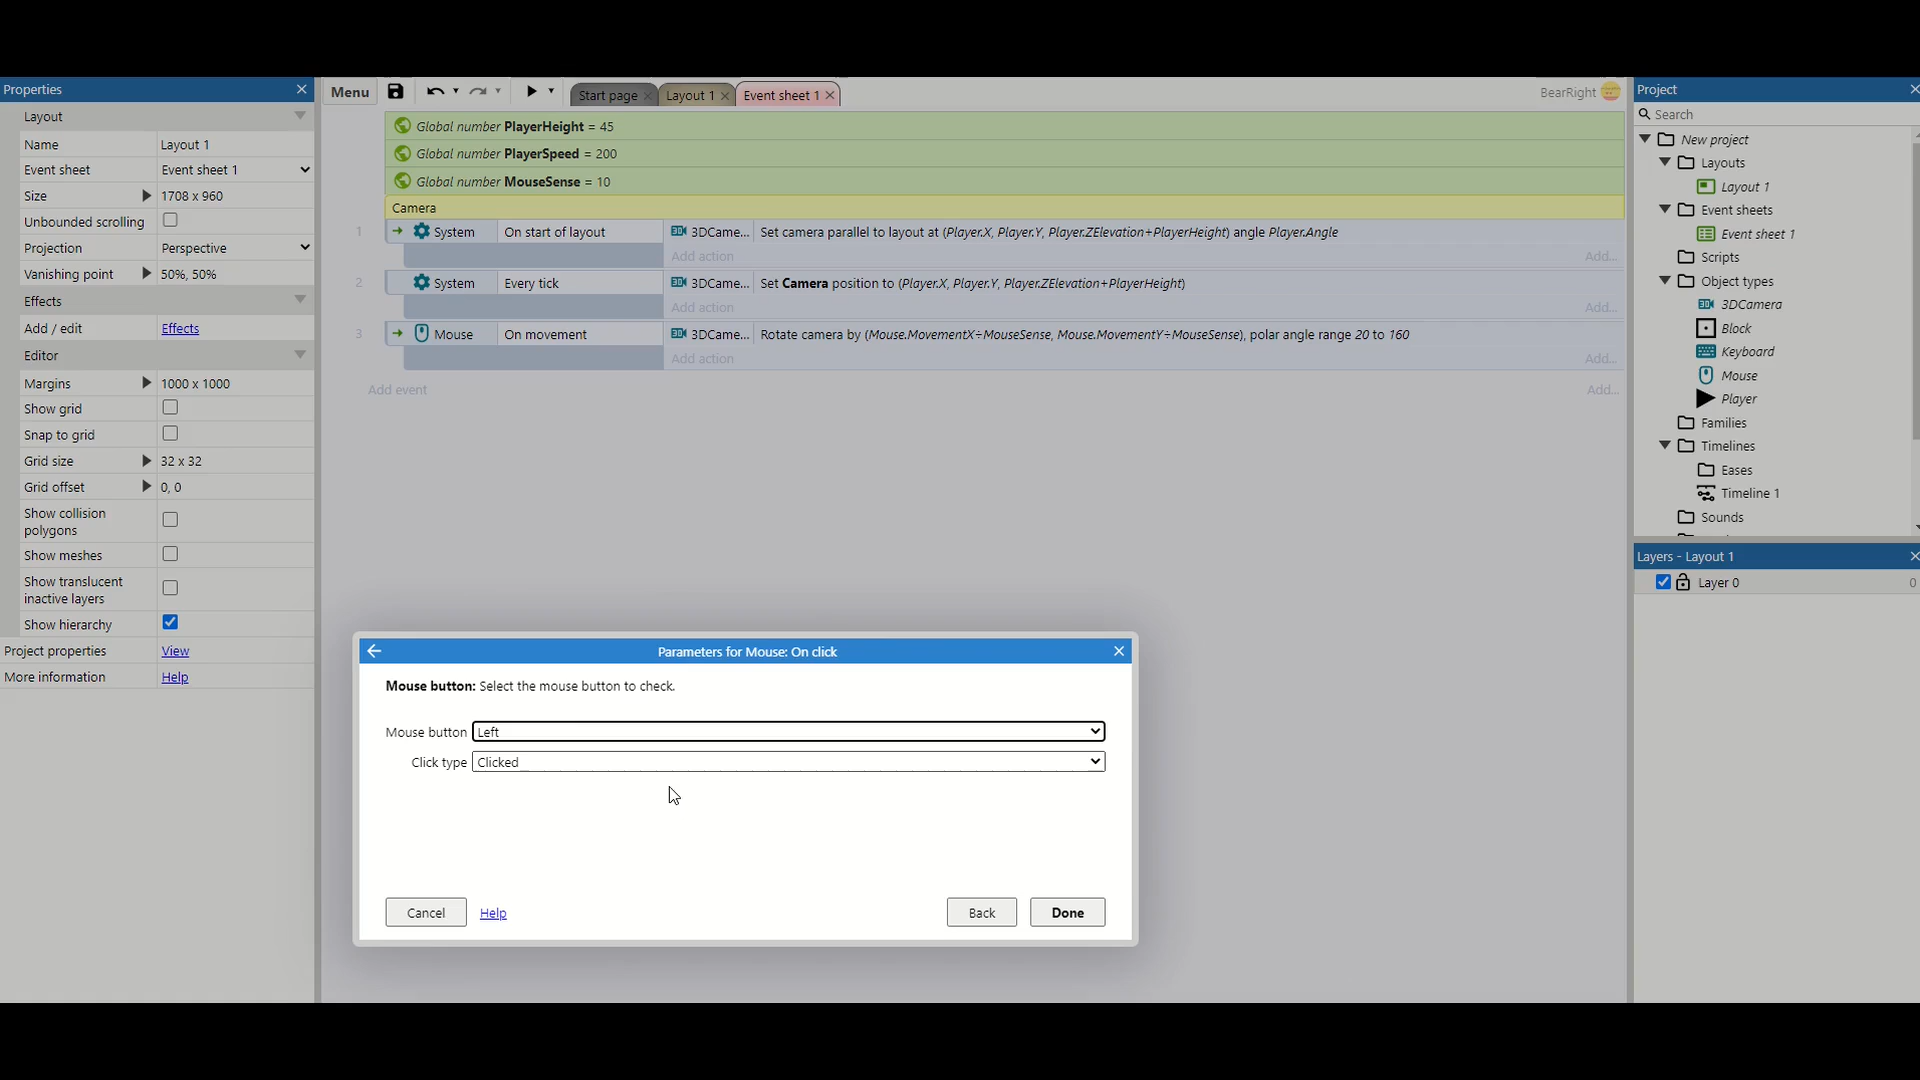 Properties
Layout
Name Layout 1
Event sheet Event sheet 1
Size 1708 x 960
Unbounded scrolling
Projection Perspective
Vanishing point 50%, 50%
Effects
Add / edit Effects
Editor
Margins 1000 x 1000
Show grid
Snap to grid
Grid size 32 x 32
Grid offset 0, 0
Show collision
polygons
Show meshes
Show translucent
inactive layers
Show hierarchy
Project properties View
More information Help
Menu Start page Layout 1 Event sheet 1 BearRight
Global number PlayerHeight = 45
Global number PlayerSpeed = 200
Global number MouseSense = 10
Camera
1 System On start of layout 3DCame... Set camera parallel to layout at (Player.X, Player.Y, Player.ZElevation+PlayerHeight) angle Player.Angle
Add action Add...
2 System Every tick 3DCame... Set Camera position to (Player.X, Player.Y, Player.ZElevation+PlayerHeight)
Add action Add...
3 Mouse On movement 3DCame... Rotate camera by (Mouse.MovementX÷MouseSense, Mouse.MovementY÷MouseSense), polar angle range 20 to 160
Add action Add...
Add event Add...
Parameters for Mouse: On click
Mouse button: Select the mouse button to check.
Mouse button Left
Click type Clicked
Cancel Help Back Done
Project
Search
New project
Layouts
Layout 1
Event sheets
Event sheet 1
Scripts
Object types
3DCamera
Block
Keyboard
Mouse
Player
Families
Timelines
Eases
Timeline 1
Sounds
Layers - Layout 1
Layer 0 0